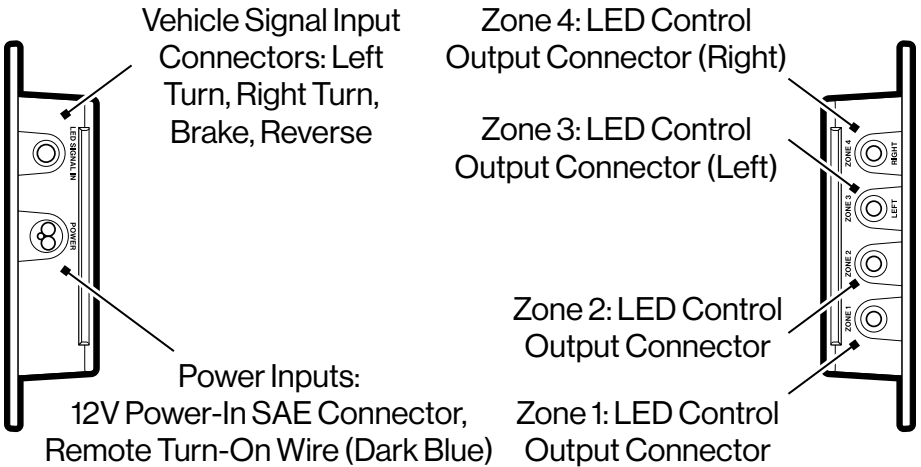 Vehicle Signal Input
Connectors: Left
Turn, Right Turn,
Brake, Reverse
LED SIGNAL IN
POWER
Power Inputs:
12V Power-In SAE Connector,
Remote Turn-On Wire (Dark Blue)
Zone 4: LED Control
Output Connector (Right)
Zone 3: LED Control
Output Connector (Left)
Zone 2: LED Control
Output Connector
Zone 1: LED Control
Output Connector
ZONE 4
RIGHT
ZONE 3
LEFT
ZONE 2
ZONE 1